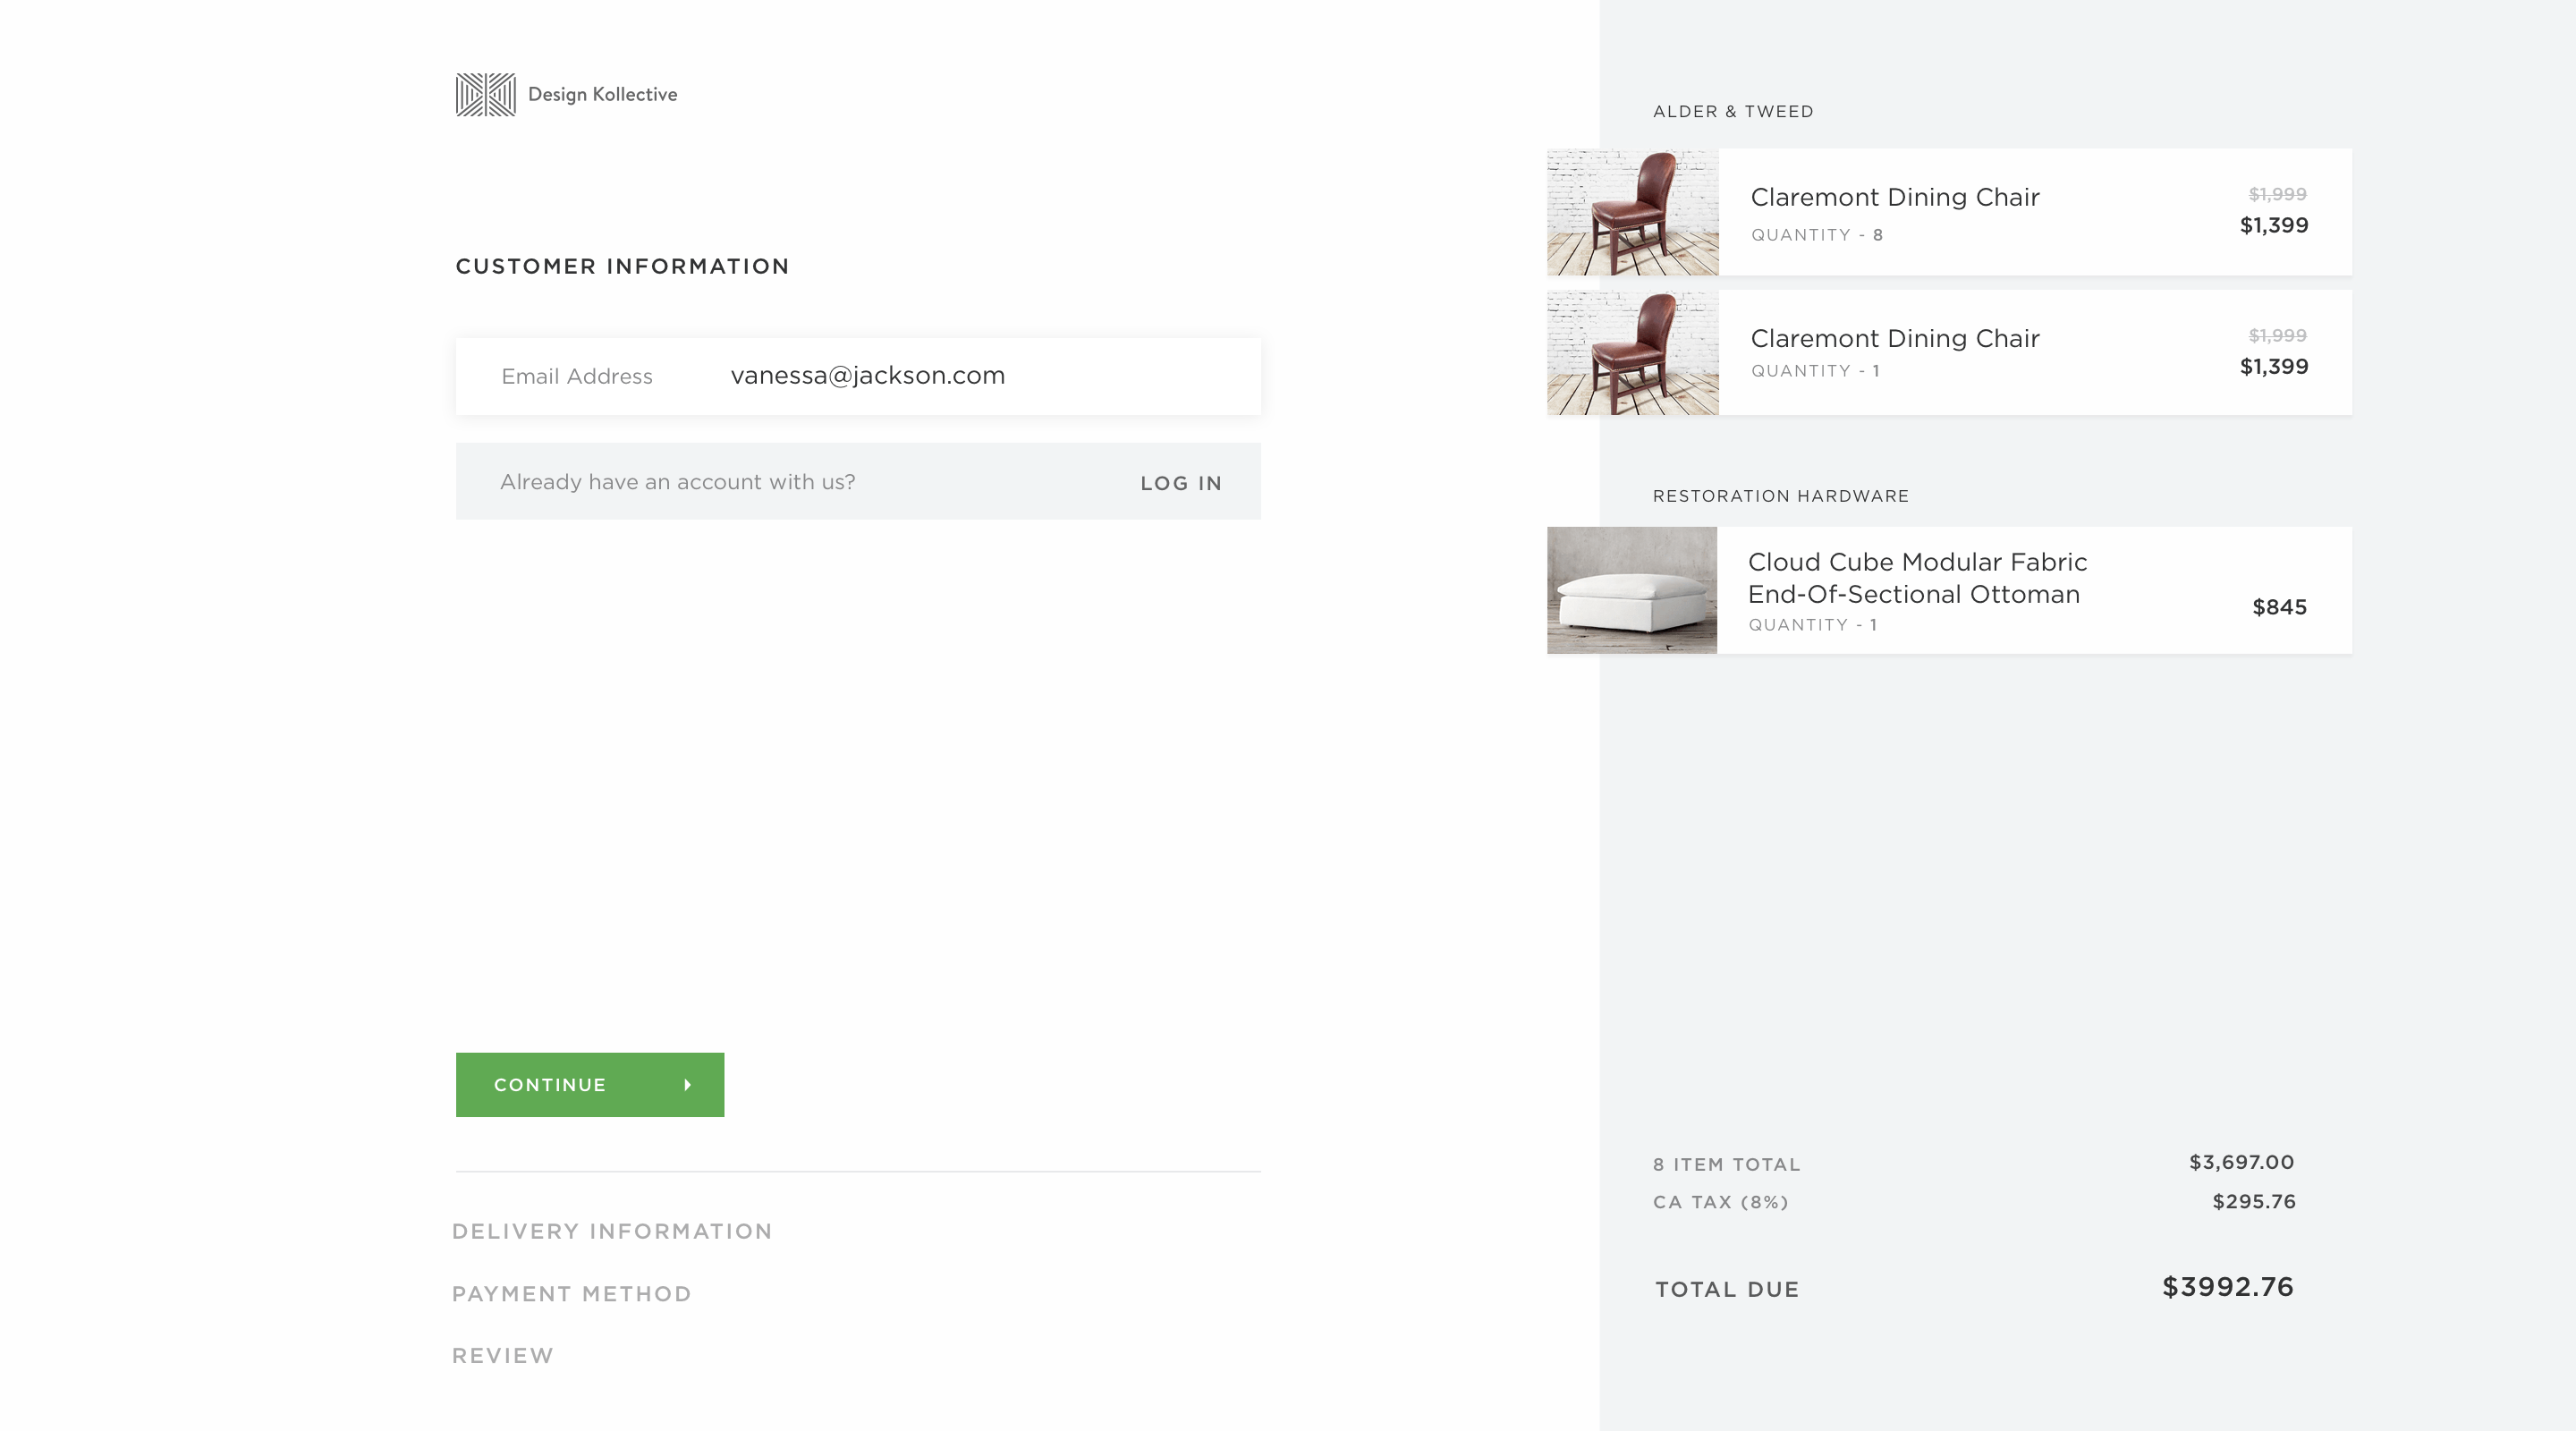 Design Kollective
CUSTOMER INFORMATION
Email Address vanessa@jackson.com
Already have an account with us? LOG IN
CONTINUE
DELIVERY INFORMATION
PAYMENT METHOD
REVIEW
ALDER & TWEED
Claremont Dining Chair
QUANTITY - 8
$1,999
$1,399
Claremont Dining Chair
QUANTITY - 1
$1,999
$1,399
RESTORATION HARDWARE
Cloud Cube Modular Fabric
End-Of-Sectional Ottoman
QUANTITY - 1
$845
8 ITEM TOTAL $3,697.00
CA TAX (8%) $295.76
TOTAL DUE $3992.76